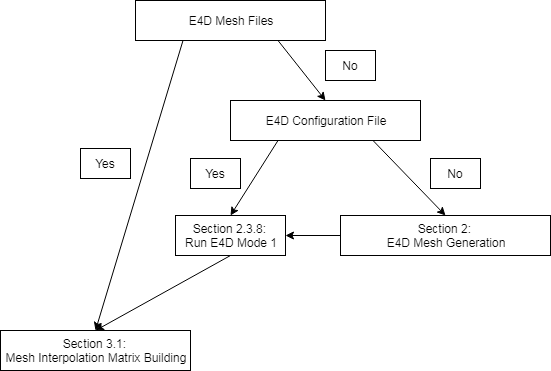 E4D Mesh Files
No
E4D Configuration File
Yes
Yes
No
Section 2.3.8:
Run E4D Mode 1
Section 2:
E4D Mesh Generation
Section 3.1:
Mesh Interpolation Matrix Building